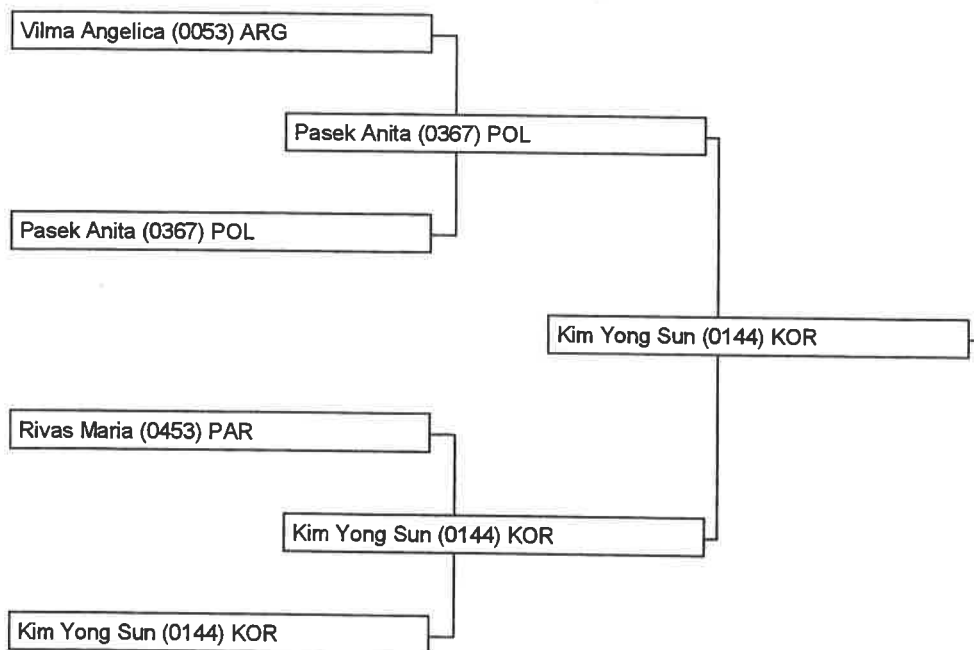 Vilma Angelica (0053) ARG
Pasek Anita (0367) POL
Pasek Anita (0367) POL
Kim Yong Sun (0144) KOR
Rivas Maria (0453) PAR
Kim Yong Sun (0144) KOR
Kim Yong Sun (0144) KOR